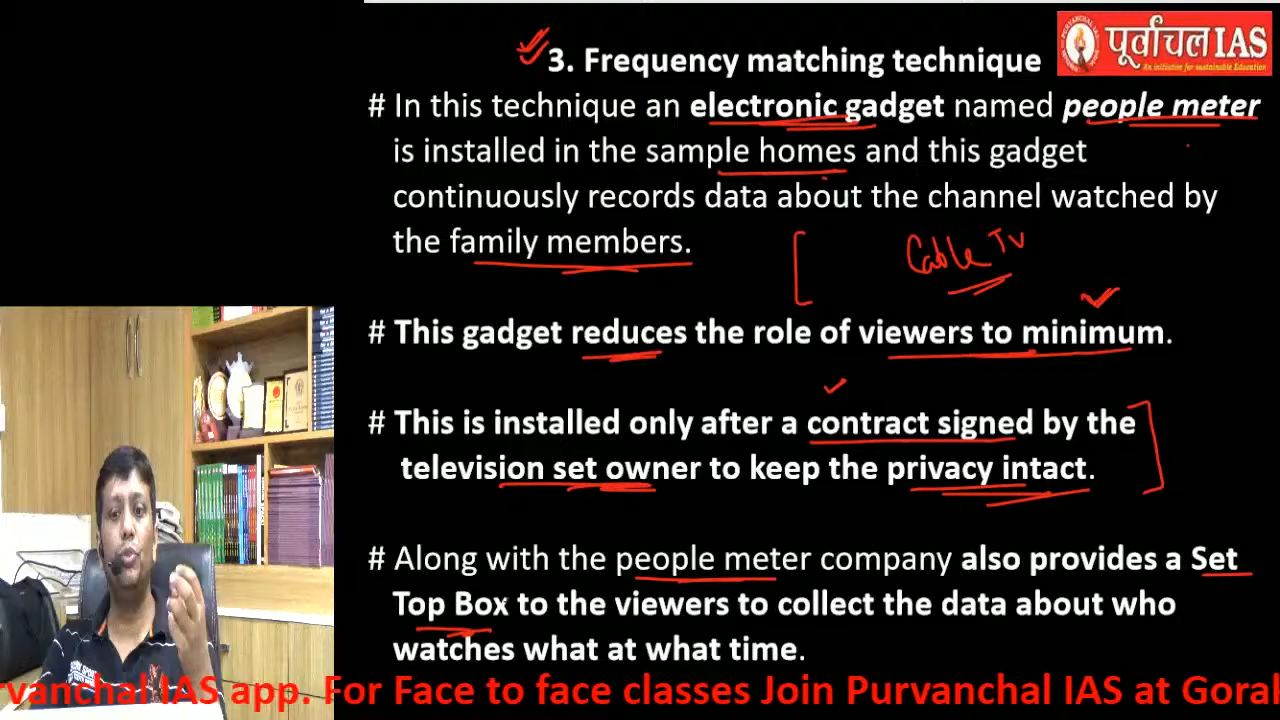 3. Frequency matching technique
पूर्वांचल IAS
An initiative for sustainable Education
# In this technique an electronic gadget named people meter
is installed in the sample homes and this gadget
continuously records data about the channel watched by
the family members.
Cable Tv
# This gadget reduces the role of viewers to minimum.
# This is installed only after a contract signed by the
television set owner to keep the privacy intact.
# Along with the people meter company also provides a Set
Top Box to the viewers to collect the data about who
watches what at what time.
rvanchal IAS app. For Face to face classes Join Purvanchal IAS at Goral